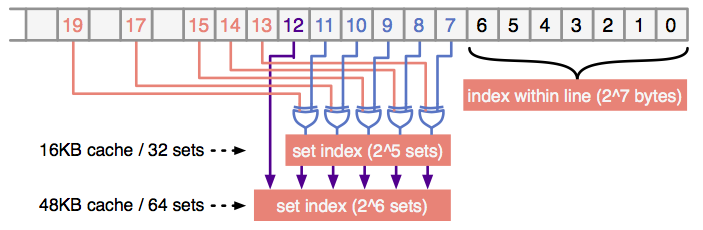 19 17 15 14 13 12 11 10 9 8 7 6 5 4 3 2 1 0
index within line (2^7 bytes)
16KB cache / 32 sets
set index (2^5 sets)
48KB cache / 64 sets
set index (2^6 sets)